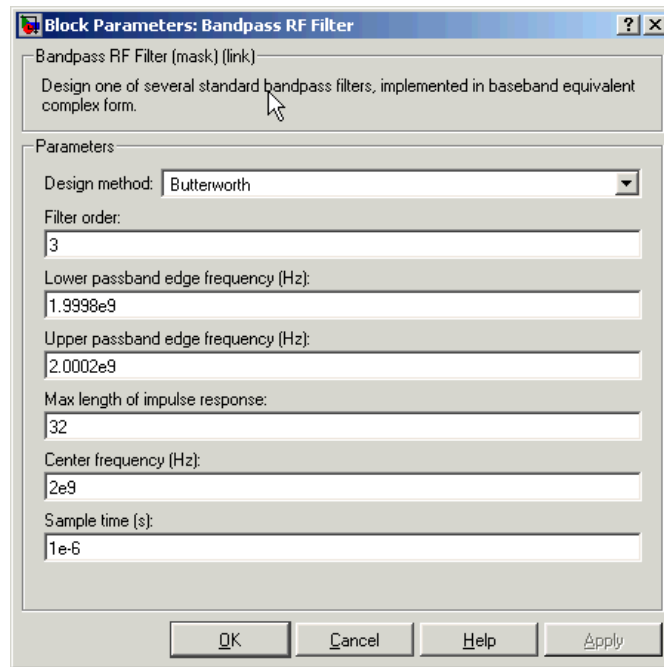 Block Parameters: Bandpass RF Filter
Bandpass RF Filter (mask) (link)
Design one of several standard bandpass filters, implemented in baseband equivalent
complex form.
Parameters
Design method: Butterworth
Filter order:
3
Lower passband edge frequency (Hz):
1.9998e9
Upper passband edge frequency (Hz):
2.0002e9
Max length of impulse response:
32
Center frequency (Hz):
2e9
Sample time (s):
1e-6
OK Cancel Help Apply